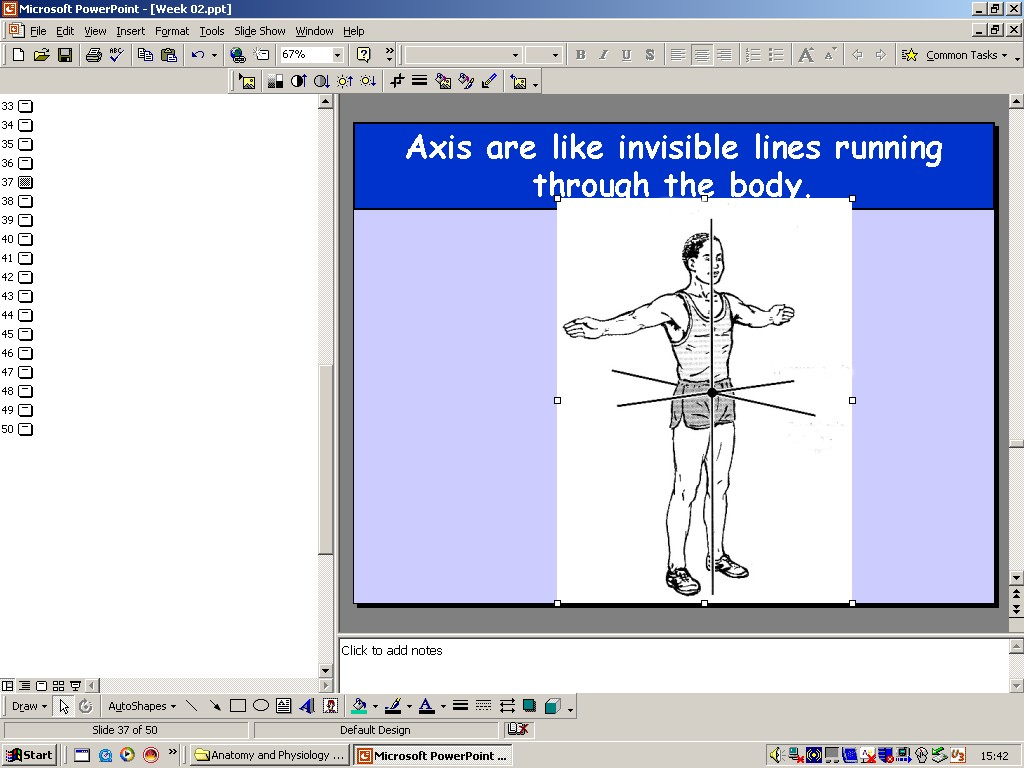 Microsoft PowerPoint - [Week 02.ppt]
File Edit View Insert Format Tools Slide Show Window Help
67% B I U S A A Common Tasks
33
34
35
36
37
38
39
40
41
42
43
44
45
46
47
48
49
50
Axis are like invisible lines running
through the body.
Click to add notes
Draw AutoShapes A A
Slide 37 of 50 Default Design
Start Anatomy and Physiology ... Microsoft PowerPoint ... 15:42